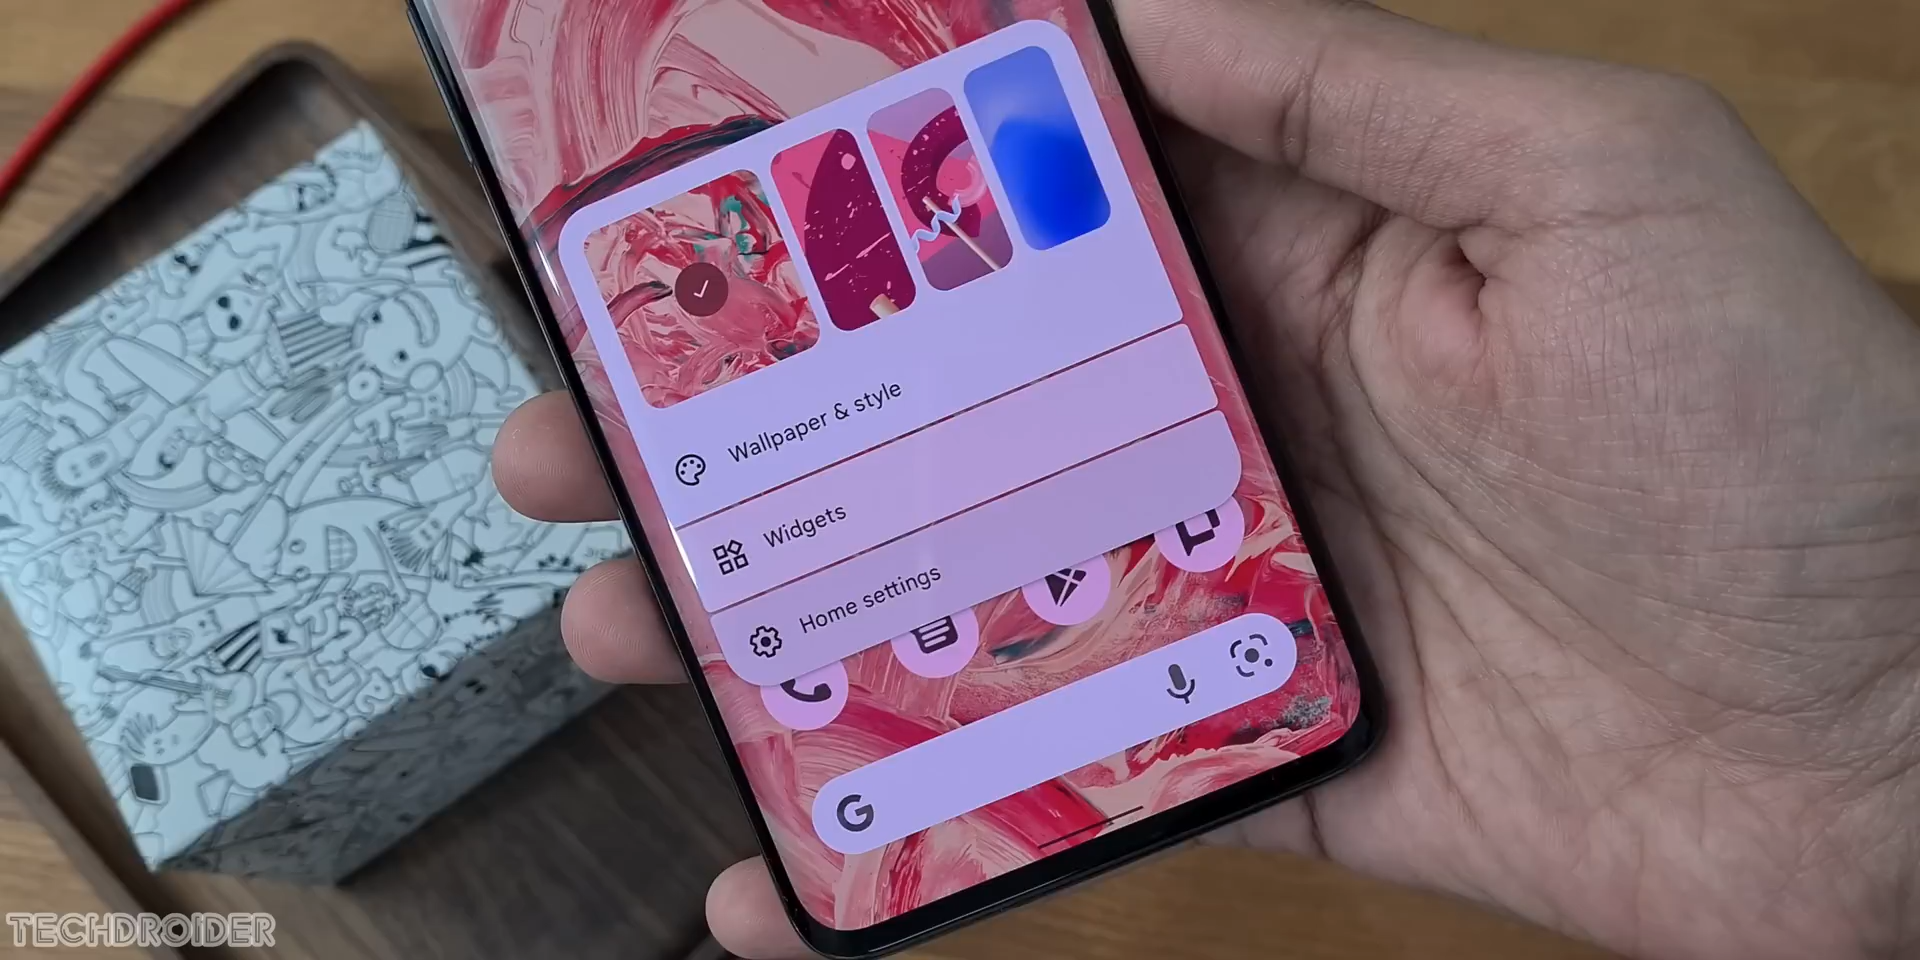 Wallpaper & style
Widgets
Home settings
G
TECHDROIDER